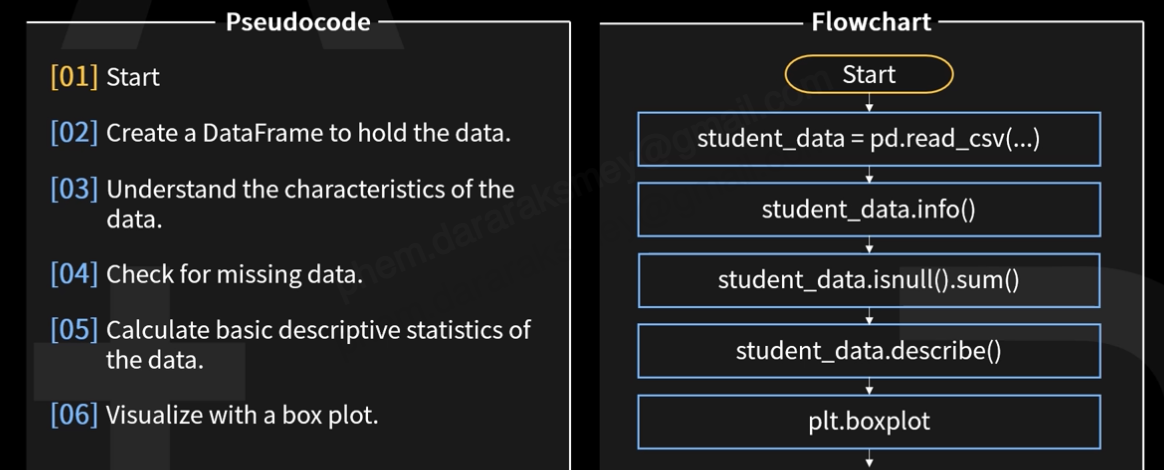 Pseudocode
[01] Start
[02] Create a DataFrame to hold the data.
[03] Understand the characteristics of the
data.
[04] Check for missing data.
[05] Calculate basic descriptive statistics of
the data.
[06] Visualize with a box plot.
Flowchart
Start
student_data = pd.read_csv(...)
student_data.info()
student_data.isnull().sum()
student_data.describe()
plt.boxplot
phem.dararaksmey@gmail.com